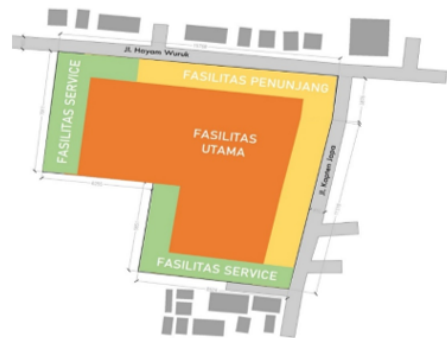 Jl. Hayam Wuruk
FASILITAS PENUNJANG
FASILITAS SERVICE
FASILITAS
UTAMA
Jl. Kapten Japa
FASILITAS SERVICE